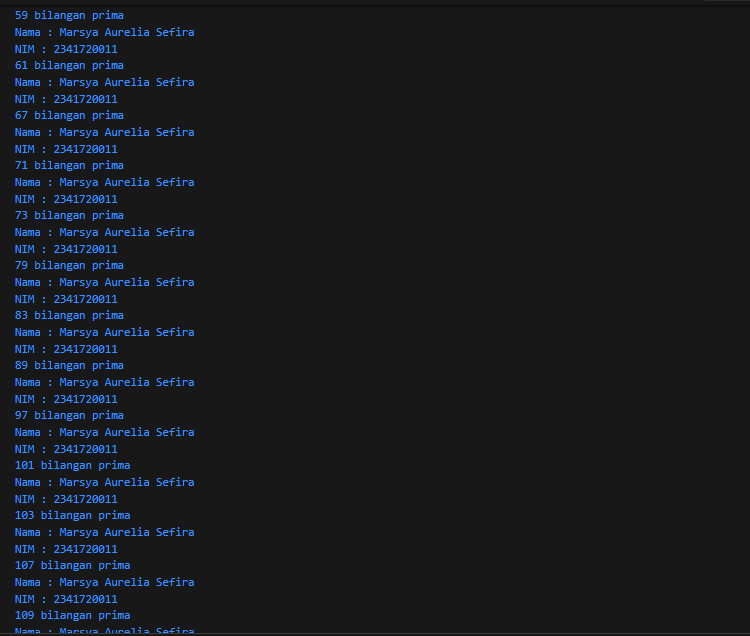 59 bilangan prima
Nama : Marsya Aurelia Sefira
NIM : 2341720011
61 bilangan prima
Nama : Marsya Aurelia Sefira
NIM : 2341720011
67 bilangan prima
Nama : Marsya Aurelia Sefira
NIM : 2341720011
71 bilangan prima
Nama : Marsya Aurelia Sefira
NIM : 2341720011
73 bilangan prima
Nama : Marsya Aurelia Sefira
NIM : 2341720011
79 bilangan prima
Nama : Marsya Aurelia Sefira
NIM : 2341720011
83 bilangan prima
Nama : Marsya Aurelia Sefira
NIM : 2341720011
89 bilangan prima
Nama : Marsya Aurelia Sefira
NIM : 2341720011
97 bilangan prima
Nama : Marsya Aurelia Sefira
NIM : 2341720011
101 bilangan prima
Nama : Marsya Aurelia Sefira
NIM : 2341720011
103 bilangan prima
Nama : Marsya Aurelia Sefira
NIM : 2341720011
107 bilangan prima
Nama : Marsya Aurelia Sefira
NIM : 2341720011
109 bilangan prima
Nama : Marsya Aurelia Sefira